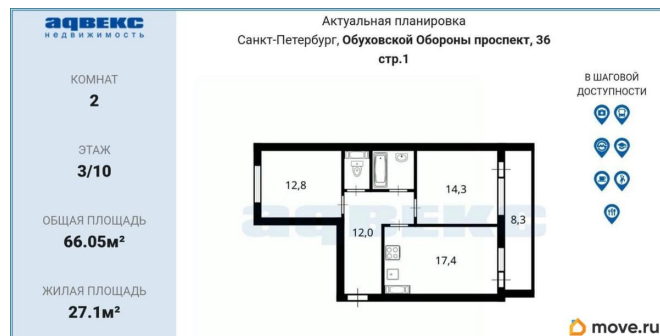 адвекс
НЕДВИЖИМОСТЬ
КОМНАТ
2
ЭТАЖ
3/10
ОБЩАЯ ПЛОЩАДЬ
66.05м²
ЖИЛАЯ ПЛОЩАДЬ
27.1м²
Актуальная планировка
Санкт-Петербург, Обуховской Обороны проспект, 36
стр.1
12,8
14,3
8,3
12,0
17,4
адвекс
В ШАГОВОЙ
ДОСТУПНОСТИ
move.ru